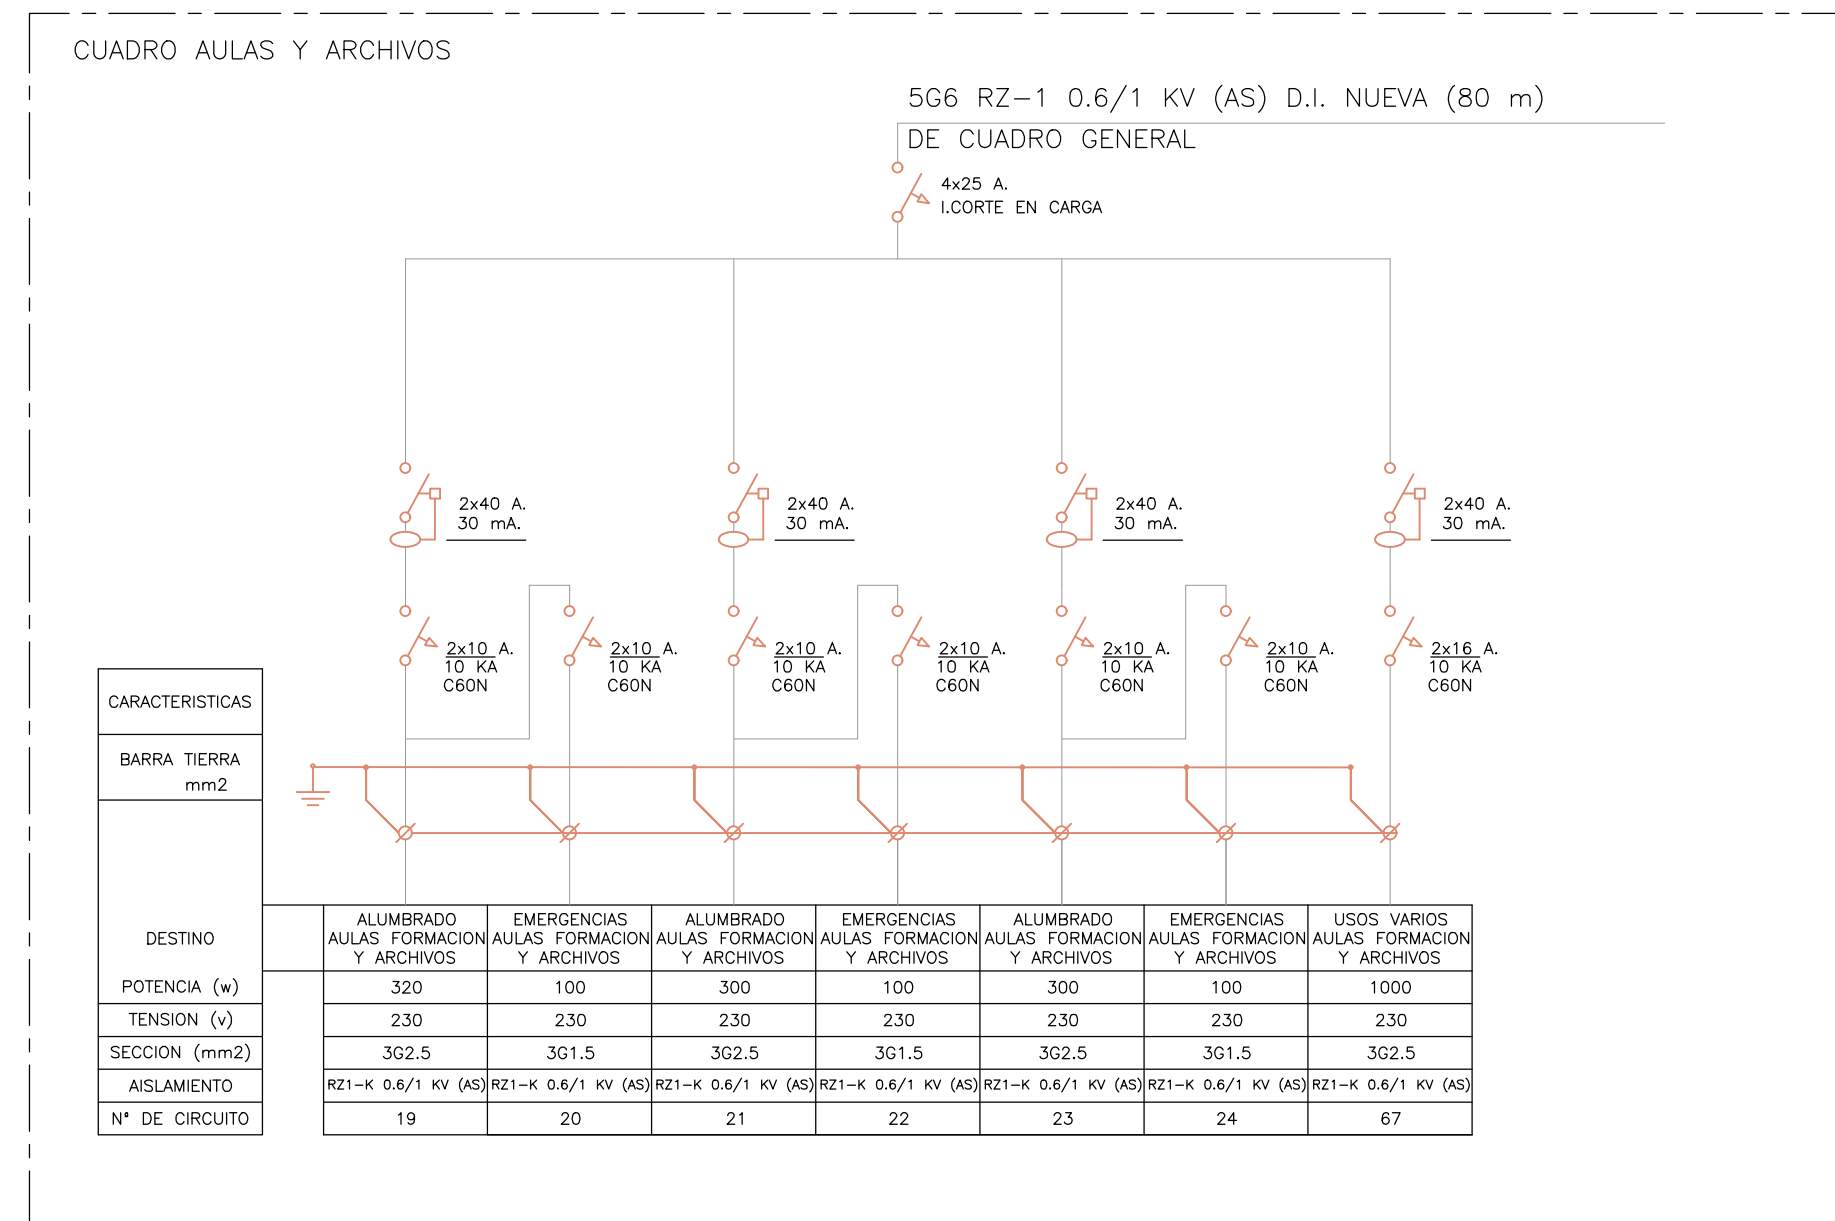 CUADRO AULAS Y ARCHIVOS
5G6 RZ-1 0.6/1 KV (AS) D.I. NUEVA (80 m)
DE CUADRO GENERAL
4x25 A.
I.CORTE EN CARGA
2x40 A.
30 mA.
2x40 A.
30 mA.
2x40 A.
30 mA.
2x40 A.
30 mA.
2x10 A.
10 KA
C60N
2x10 A.
10 KA
C60N
2x10 A.
10 KA
C60N
2x10 A.
10 KA
C60N
2x10 A.
10 KA
C60N
2x10 A.
10 KA
C60N
2x16 A.
10 KA
C60N
CARACTERISTICAS
BARRA TIERRA
mm2
DESTINO
ALUMBRADO
AULAS FORMACION
Y ARCHIVOS
EMERGENCIAS
AULAS FORMACION
Y ARCHIVOS
ALUMBRADO
AULAS FORMACION
Y ARCHIVOS
EMERGENCIAS
AULAS FORMACION
Y ARCHIVOS
ALUMBRADO
AULAS FORMACION
Y ARCHIVOS
EMERGENCIAS
AULAS FORMACION
Y ARCHIVOS
USOS VARIOS
AULAS FORMACION
Y ARCHIVOS
POTENCIA (w) 320 100 300 100 300 100 1000
TENSION (v) 230 230 230 230 230 230 230
SECCION (mm2) 3G2.5 3G1.5 3G2.5 3G1.5 3G2.5 3G1.5 3G2.5
AISLAMIENTO RZ1-K 0.6/1 KV (AS) RZ1-K 0.6/1 KV (AS) RZ1-K 0.6/1 KV (AS) RZ1-K 0.6/1 KV (AS) RZ1-K 0.6/1 KV (AS) RZ1-K 0.6/1 KV (AS) RZ1-K 0.6/1 KV (AS)
Nº DE CIRCUITO 19 20 21 22 23 24 67